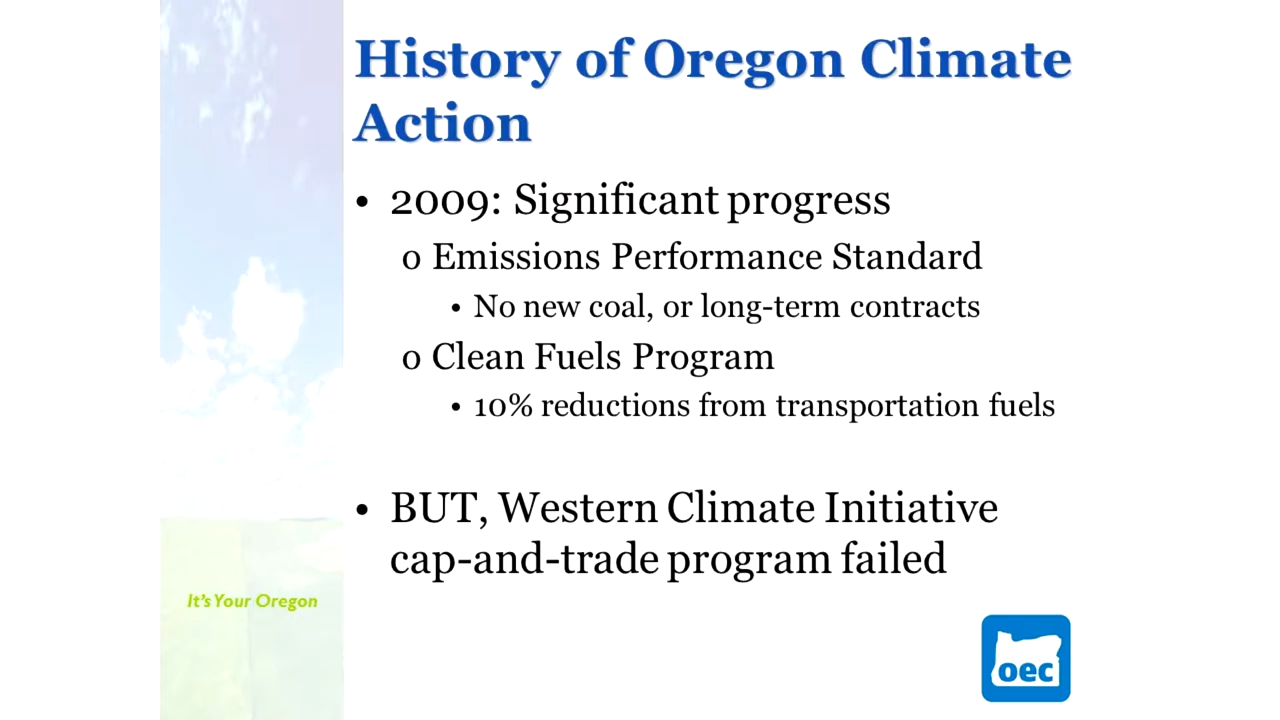 History of Oregon Climate
Action
• 2009: Significant progress
o Emissions Performance Standard
• No new coal, or long-term contracts
o Clean Fuels Program
• 10% reductions from transportation fuels
• BUT, Western Climate Initiative
cap-and-trade program failed
It's Your Oregon
oec